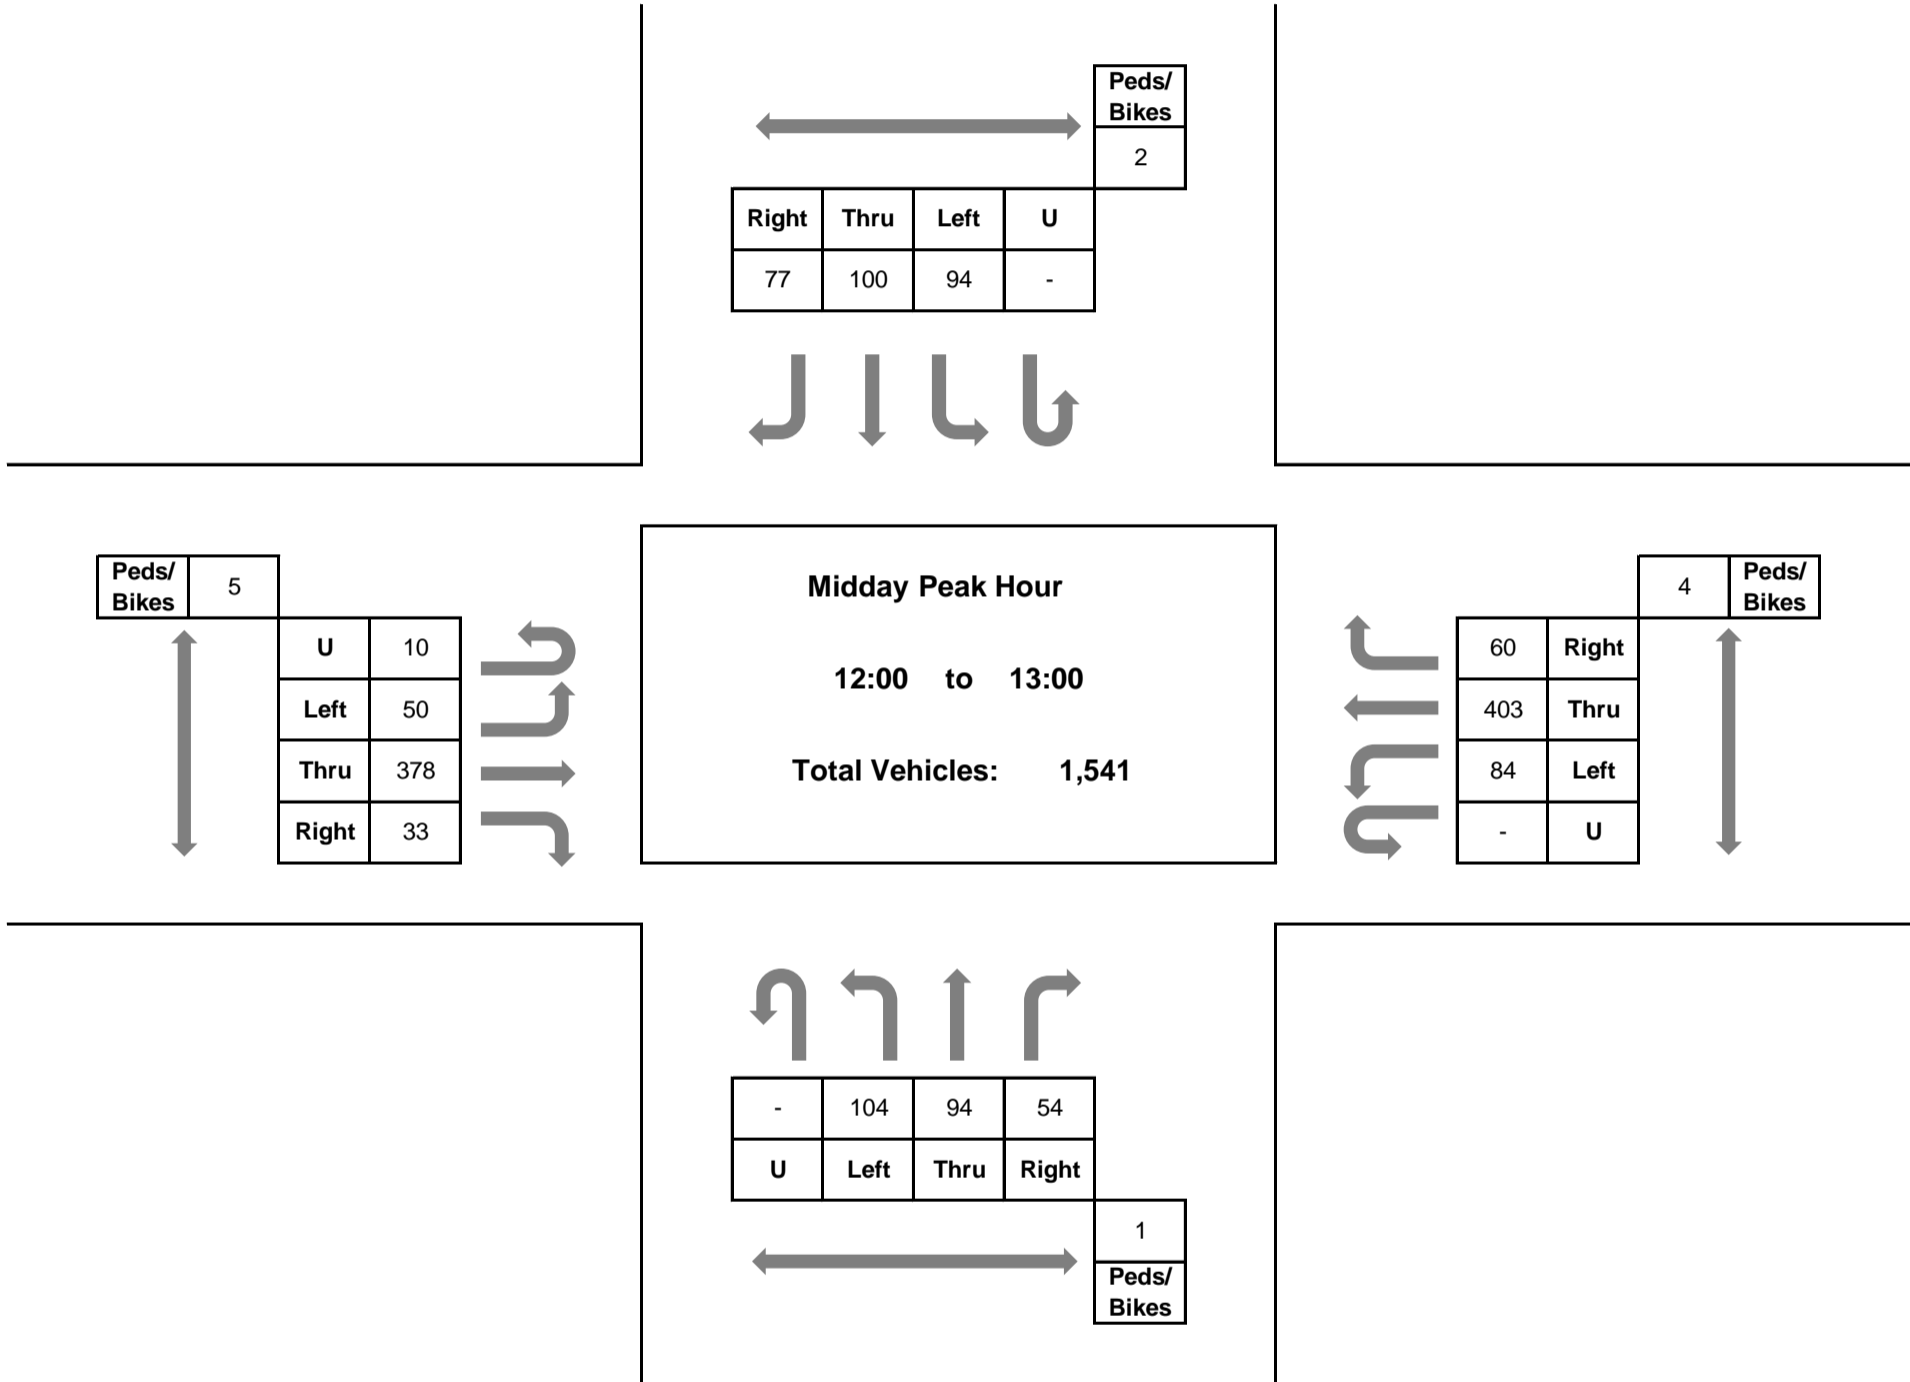 Peds/
Bikes
2
Right Thru Left U
77 100 94 -
Peds/
Bikes
5
U 10
Left 50
Thru 378
Right 33
Midday Peak Hour
12:00 to 13:00
Total Vehicles: 1,541
4
Peds/
Bikes
60 Right
403 Thru
84 Left
- U
- 104 94 54
U Left Thru Right
1
Peds/
Bikes